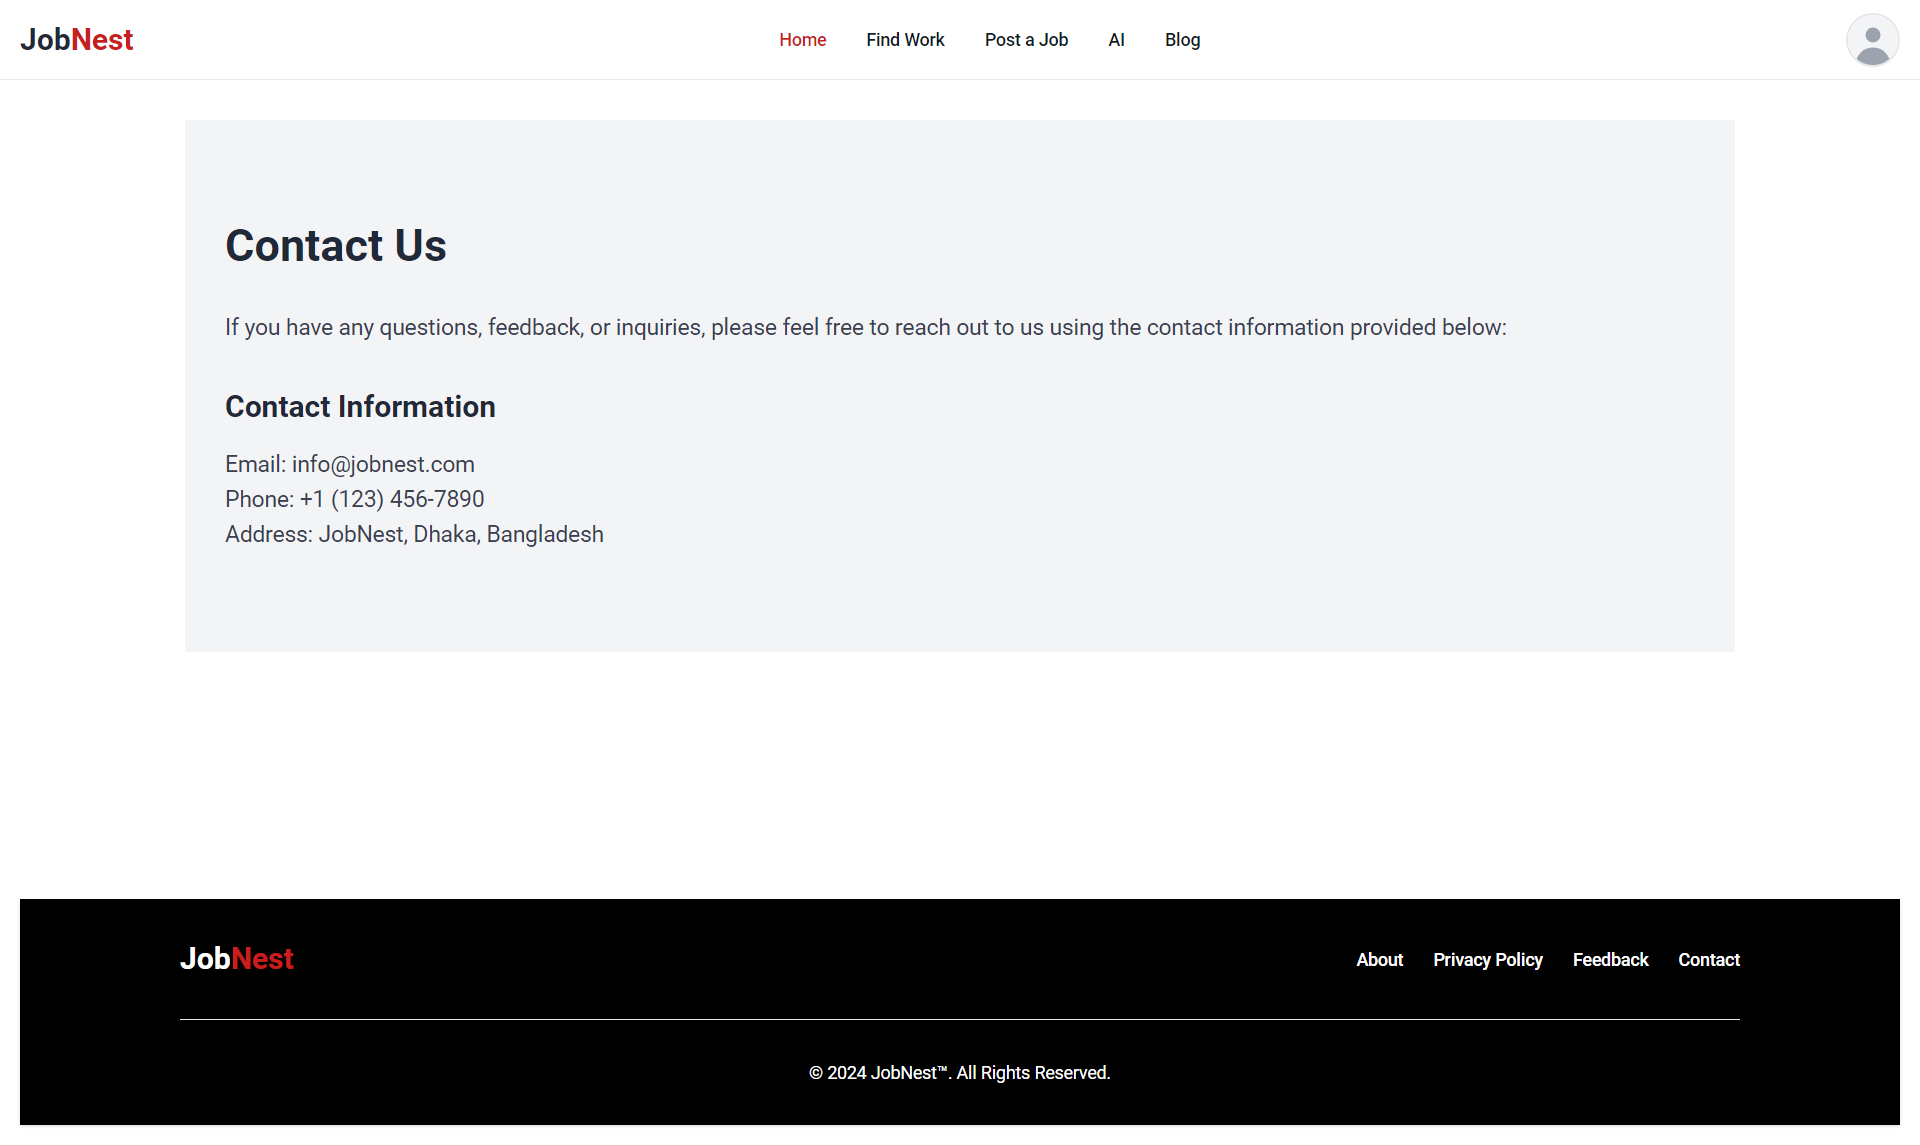 JobNest
Home Find Work Post a Job AI Blog
Contact Us
If you have any questions, feedback, or inquiries, please feel free to reach out to us using the contact information provided below:
Contact Information
Email: info@jobnest.com
Phone: +1 (123) 456-7890
Address: JobNest, Dhaka, Bangladesh
JobNest
About Privacy Policy Feedback Contact
© 2024 JobNest™. All Rights Reserved.